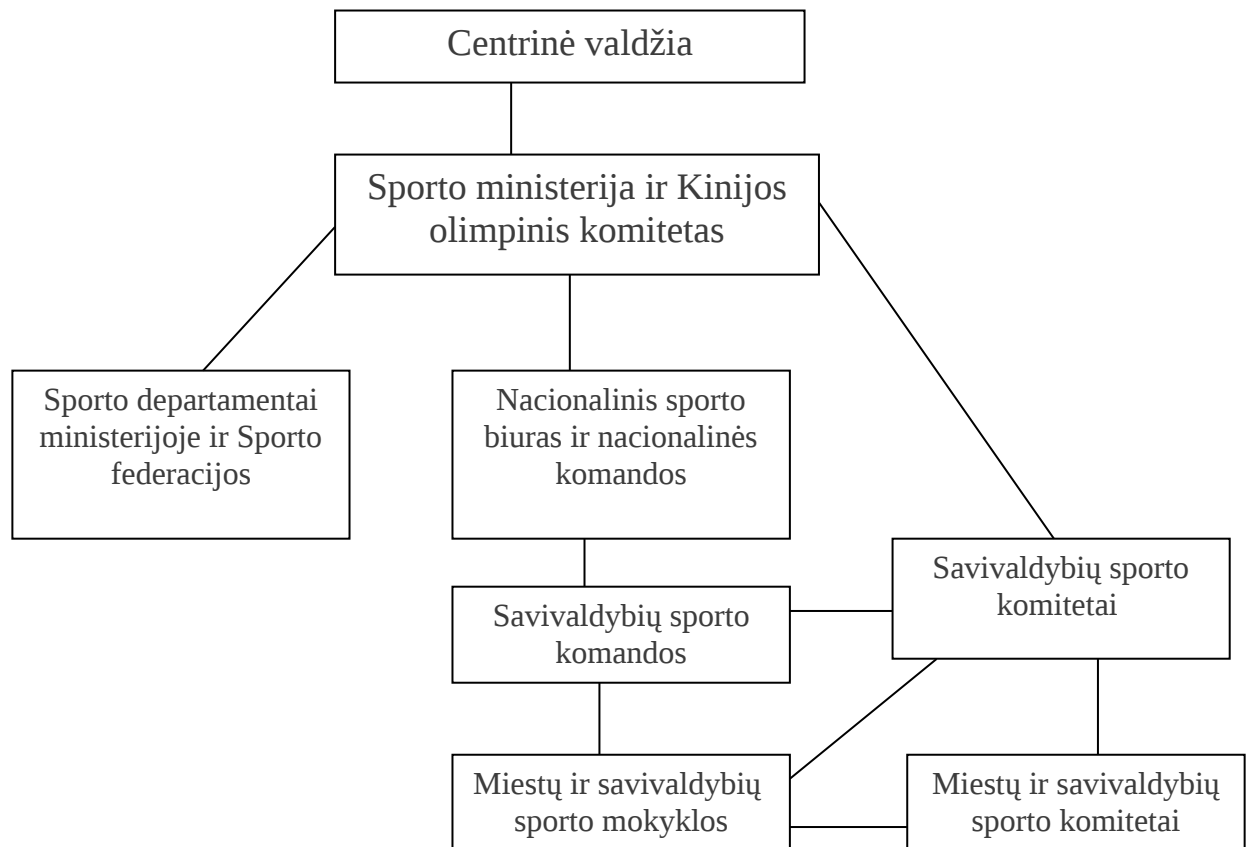 Centrinė valdžia
Sporto ministerija ir Kinijos
olimpinis komitetas
Sporto departamentai
ministerijoje ir Sporto
federacijos
Nacionalinis sporto
biuras ir nacionalinės
komandos
Savivaldybių sporto
komitetai
Savivaldybių sporto
komandos
Miestų ir savivaldybių
sporto mokyklos
Miestų ir savivaldybių
sporto komitetai